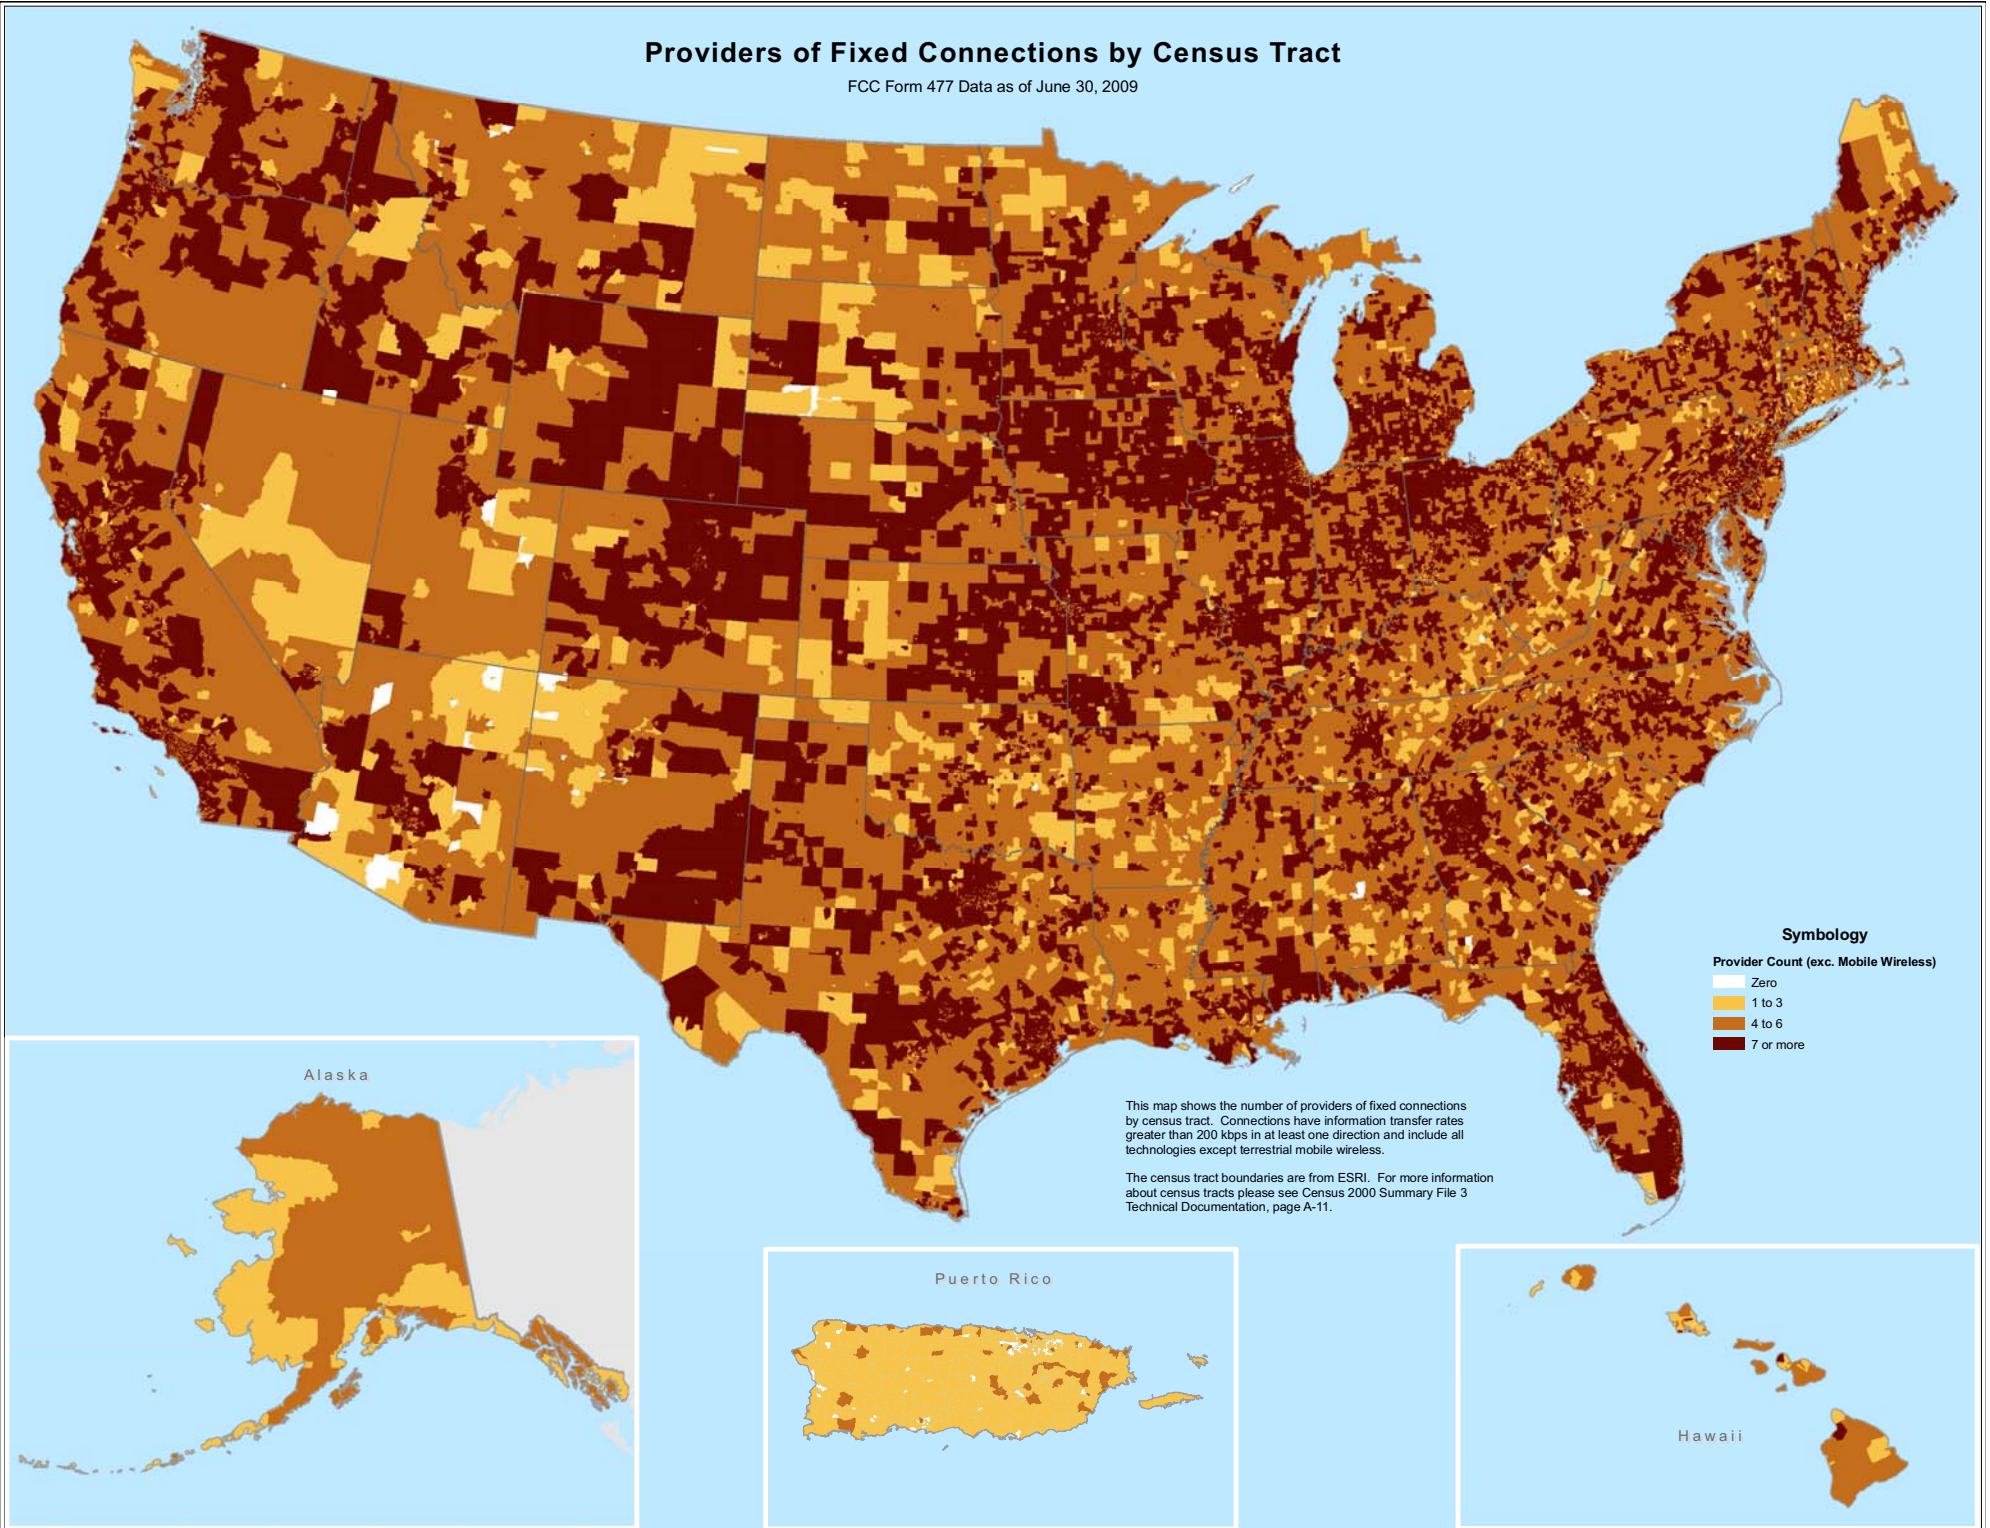 Providers of Fixed Connections by Census Tract
FCC Form 477 Data as of June 30, 2009
Symbology
Provider Count (exc. Mobile Wireless)
Zero
1 to 3
4 to 6
7 or more
Alaska
This map shows the number of providers of fixed connections
by census tract. Connections have information transfer rates
greater than 200 kbps in at least one direction and include all
technologies except terrestrial mobile wireless.
The census tract boundaries are from ESRI. For more information
about census tracts please see Census 2000 Summary File 3
Technical Documentation, page A-11.
Puerto Rico
Hawaii